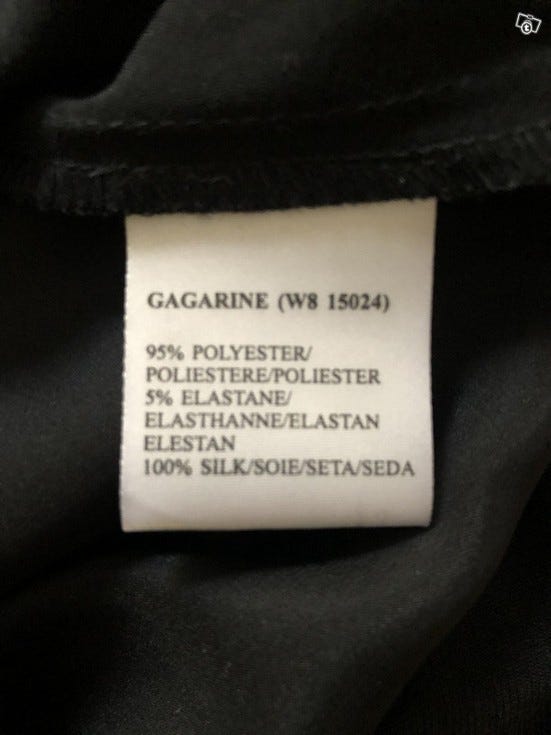 GAGARINE (W8 15024)
95% POLYESTER/
POLIESTERE/POLIESTER
5% ELASTANE/
ELASTHANNE/ELASTAN
ELESTAN
100% SILK/SOIE/SETA/SEDA